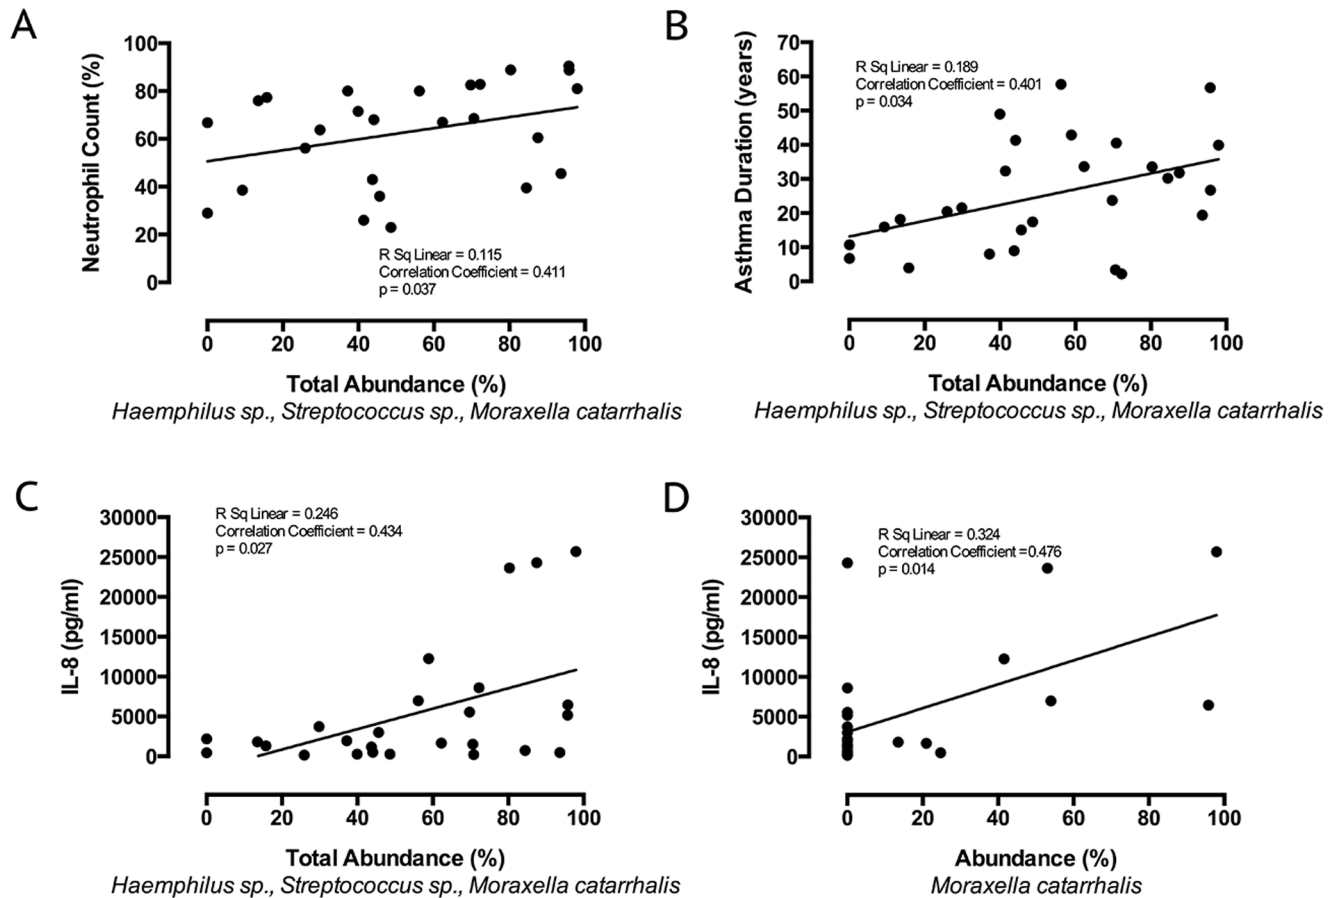 A
Neutrophil Count (%)
100
80
60
40
20
0
R Sq Linear = 0.115
Correlation Coefficient = 0.411
p = 0.037
0 20 40 60 80 100
Total Abundance (%)
Haemphilus sp., Streptococcus sp., Moraxella catarrhalis
B
Asthma Duration (years)
70
60
50
40
30
20
10
0
R Sq Linear = 0.189
Correlation Coefficient = 0.401
p = 0.034
0 20 40 60 80 100
Total Abundance (%)
Haemphilus sp., Streptococcus sp., Moraxella catarrhalis
C
IL-8 (pg/ml)
30000
25000
20000
15000
10000
5000
0
R Sq Linear = 0.246
Correlation Coefficient = 0.434
p = 0.027
0 20 40 60 80 100
Total Abundance (%)
Haemphilus sp., Streptococcus sp., Moraxella catarrhalis
D
IL-8 (pg/ml)
30000
25000
20000
15000
10000
5000
0
R Sq Linear = 0.324
Correlation Coefficient =0.476
p = 0.014
0 20 40 60 80 100
Abundance (%)
Moraxella catarrhalis